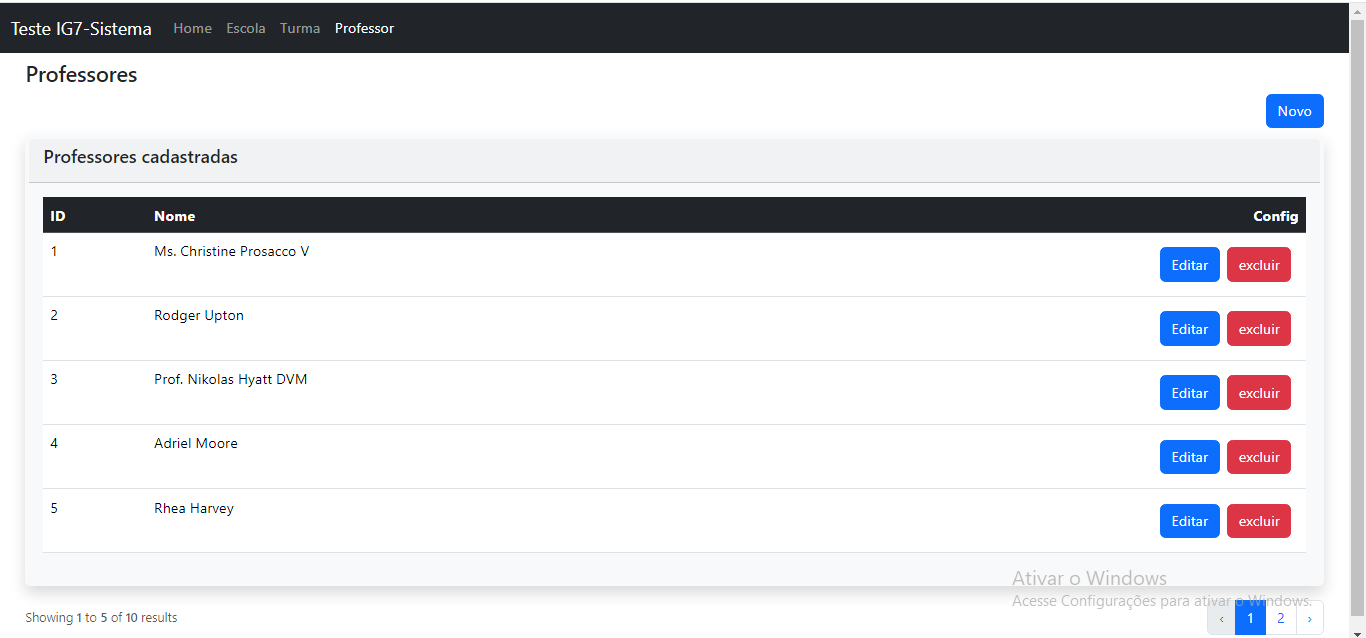 Teste IG7-Sistema Home Escola Turma Professor
Professores
Novo
Professores cadastradas
ID Nome Config
1 Ms. Christine Prosacco V Editar excluir
2 Rodger Upton Editar excluir
3 Prof. Nikolas Hyatt DVM Editar excluir
4 Adriel Moore Editar excluir
5 Rhea Harvey Editar excluir
Ativar o Windows
Acesse Configurações para ativar o Windows.
Showing 1 to 5 of 10 results ‹ 1 2 ›